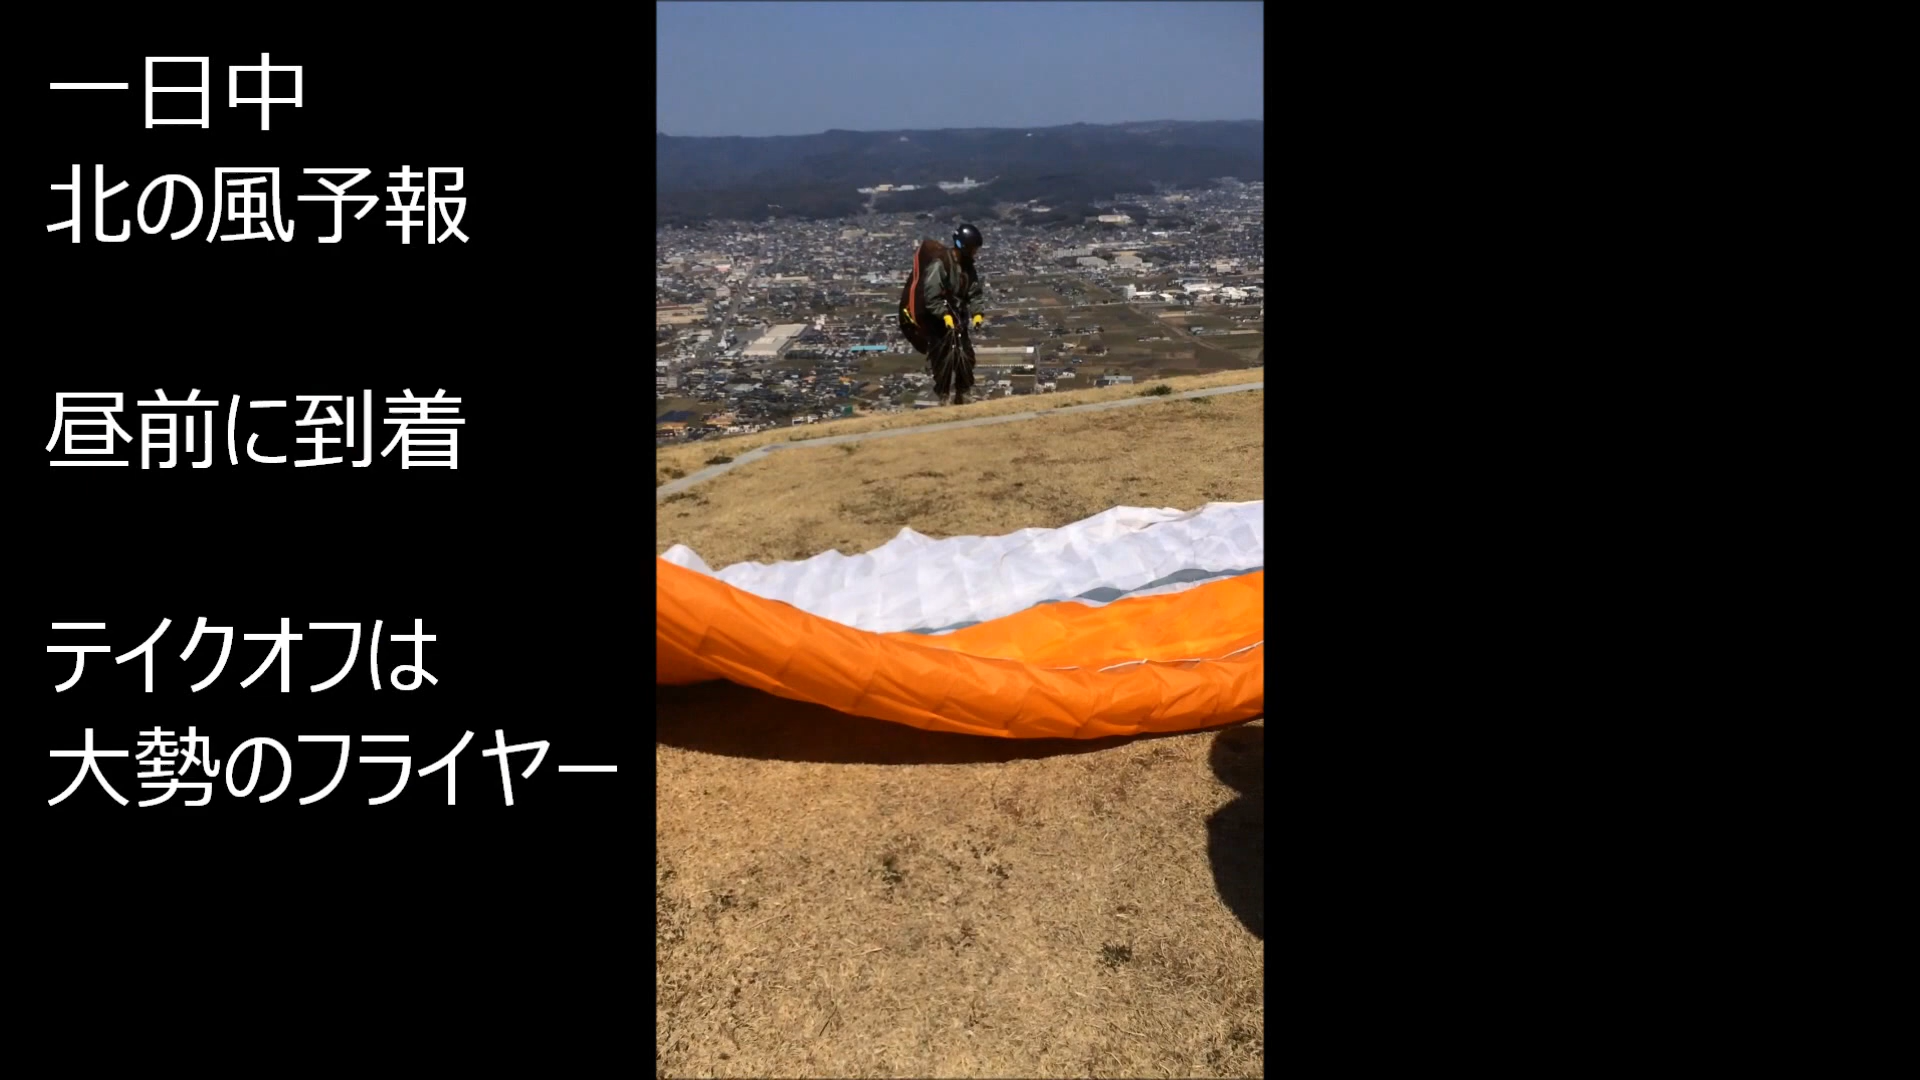 一日中
北の風予報
昼前に到着
テイクオフは
大勢のフライヤー